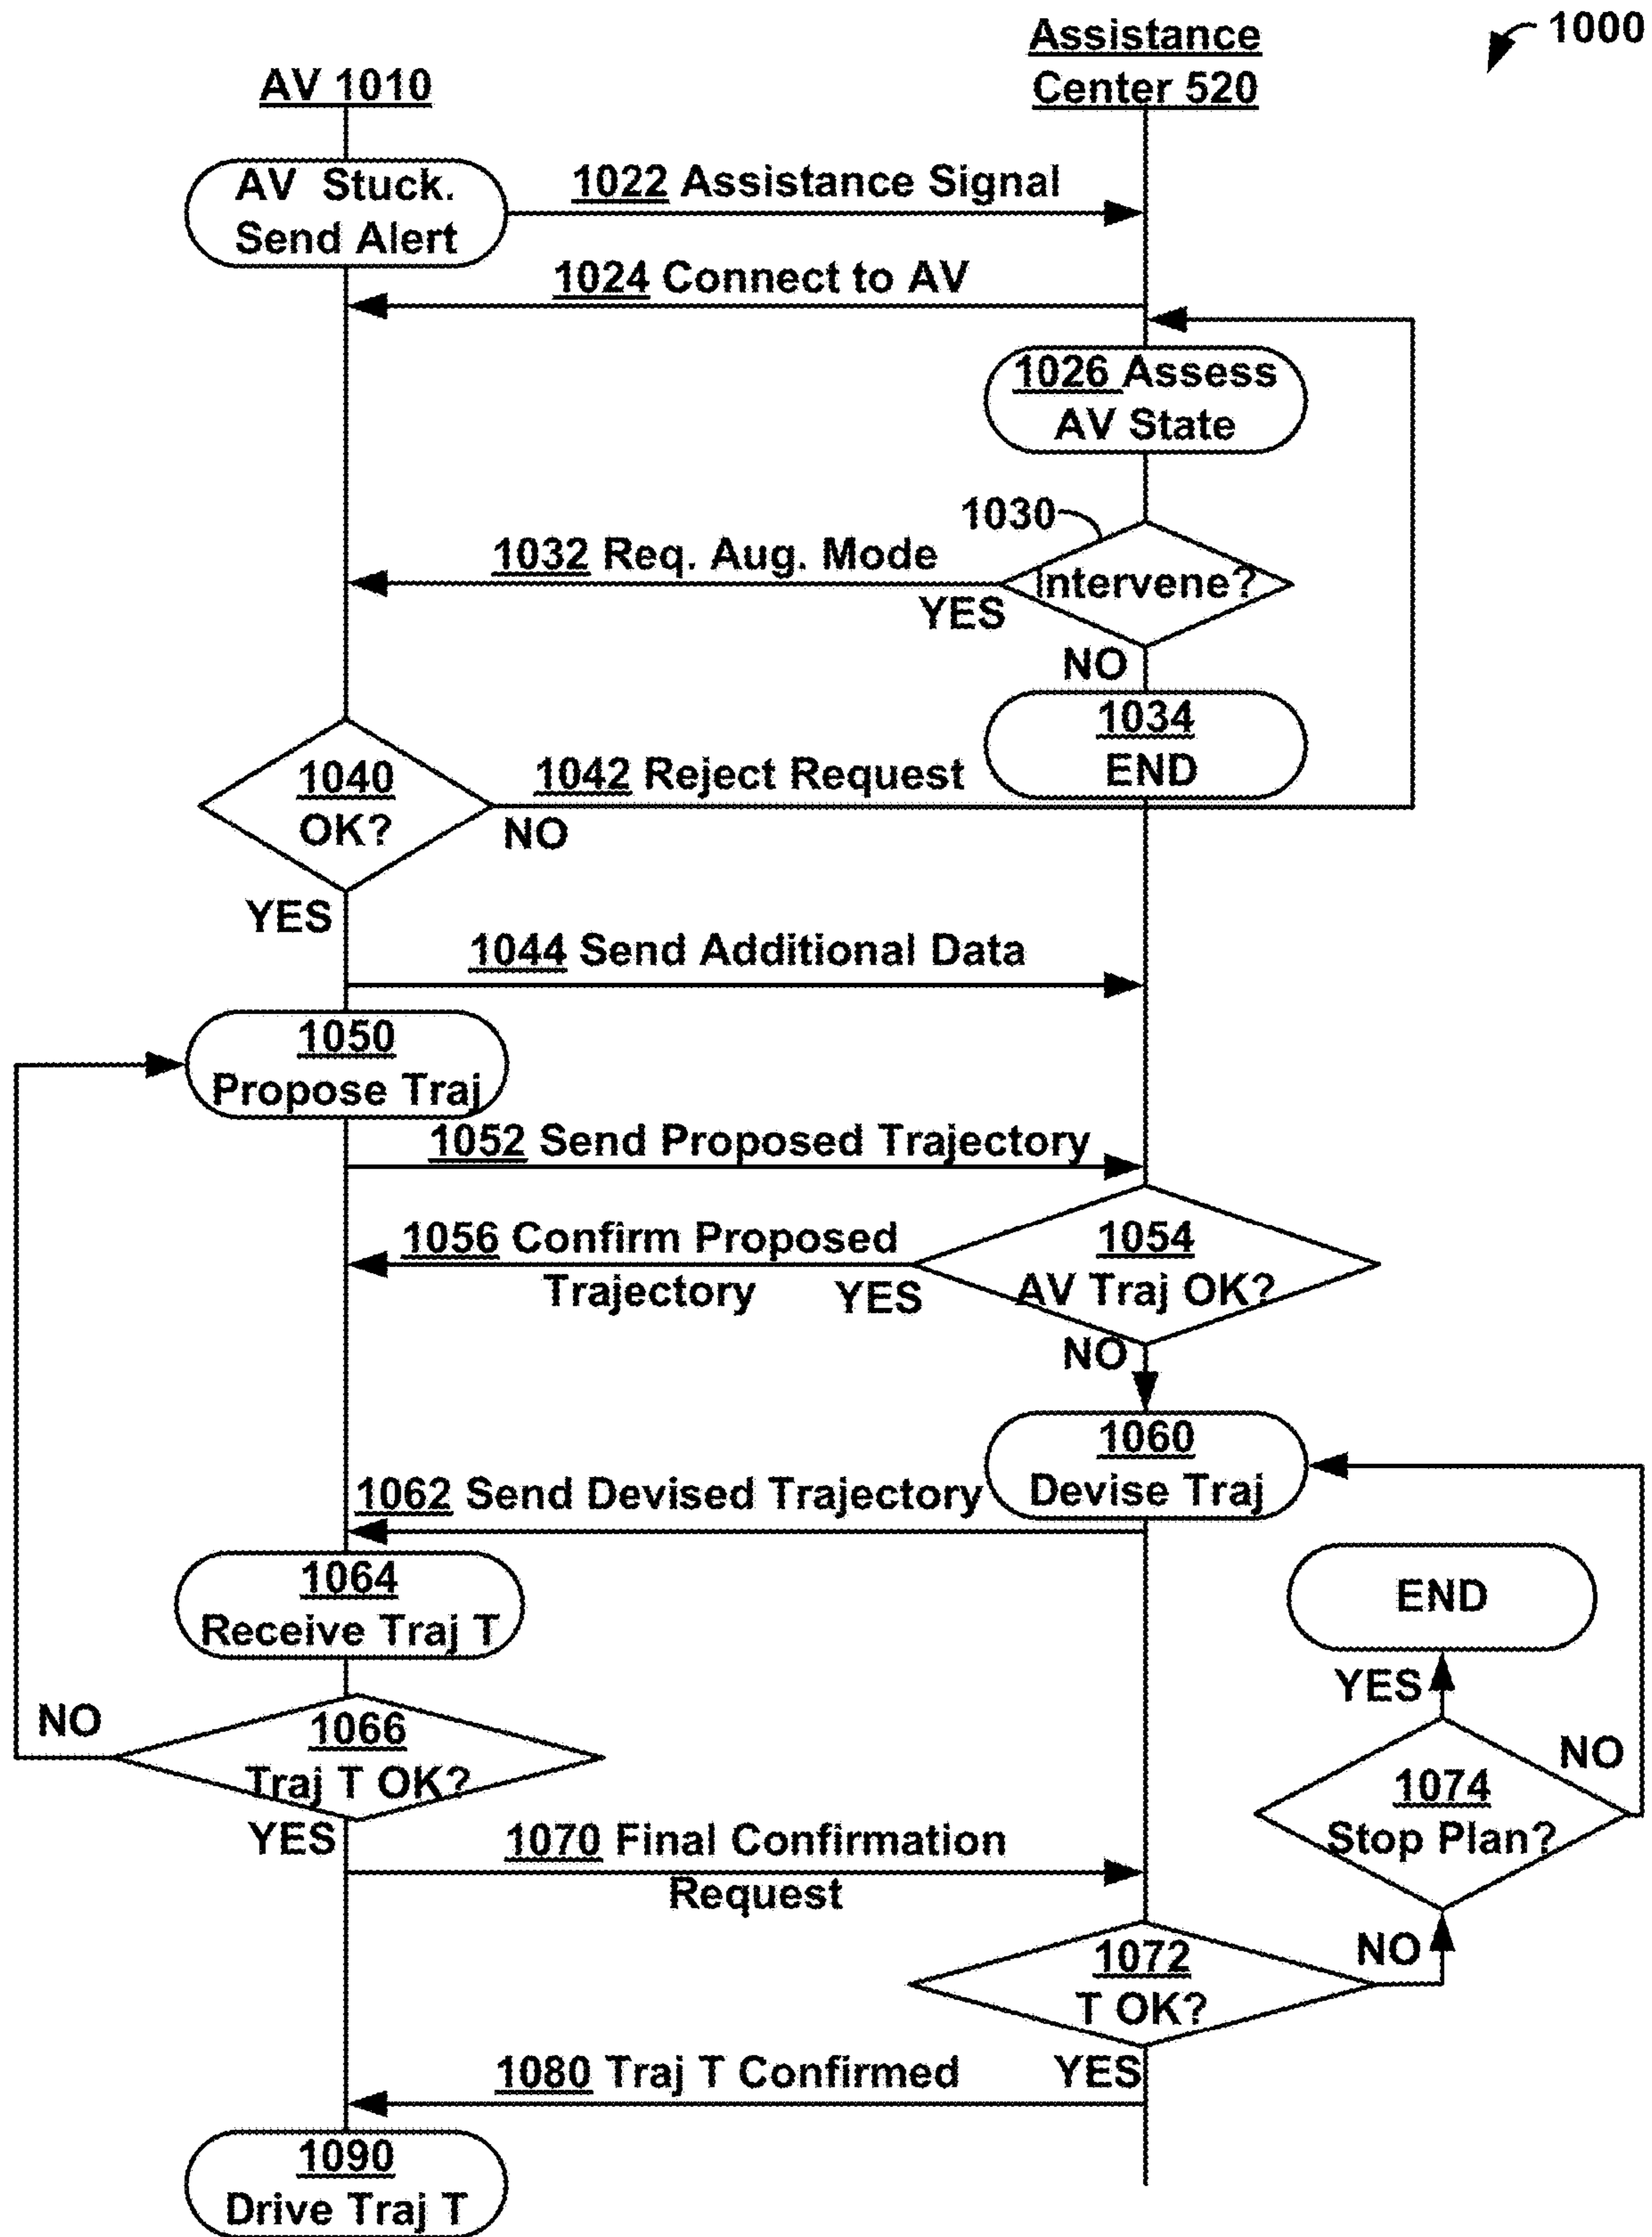 1000
Assistance
Center 520
AV 1010
AV Stuck.
Send Alert
1022 Assistance Signal
1024 Connect to AV
1026 Assess
AV State
1030
Intervene?
1032 Req. Aug. Mode
YES
NO
1034
END
1040
OK?
1042 Reject Request
NO
YES
1044 Send Additional Data
1050
Propose Traj
1052 Send Proposed Trajectory
1054
AV Traj OK?
1056 Confirm Proposed
Trajectory
YES
NO
1060
Devise Traj
1062 Send Devised Trajectory
1064
Receive Traj T
END
YES
NO
1066
Traj T OK?
NO
1074
Stop Plan?
YES
1070 Final Confirmation
Request
1072
T OK?
NO
YES
1080 Traj T Confirmed
1090
Drive Traj T